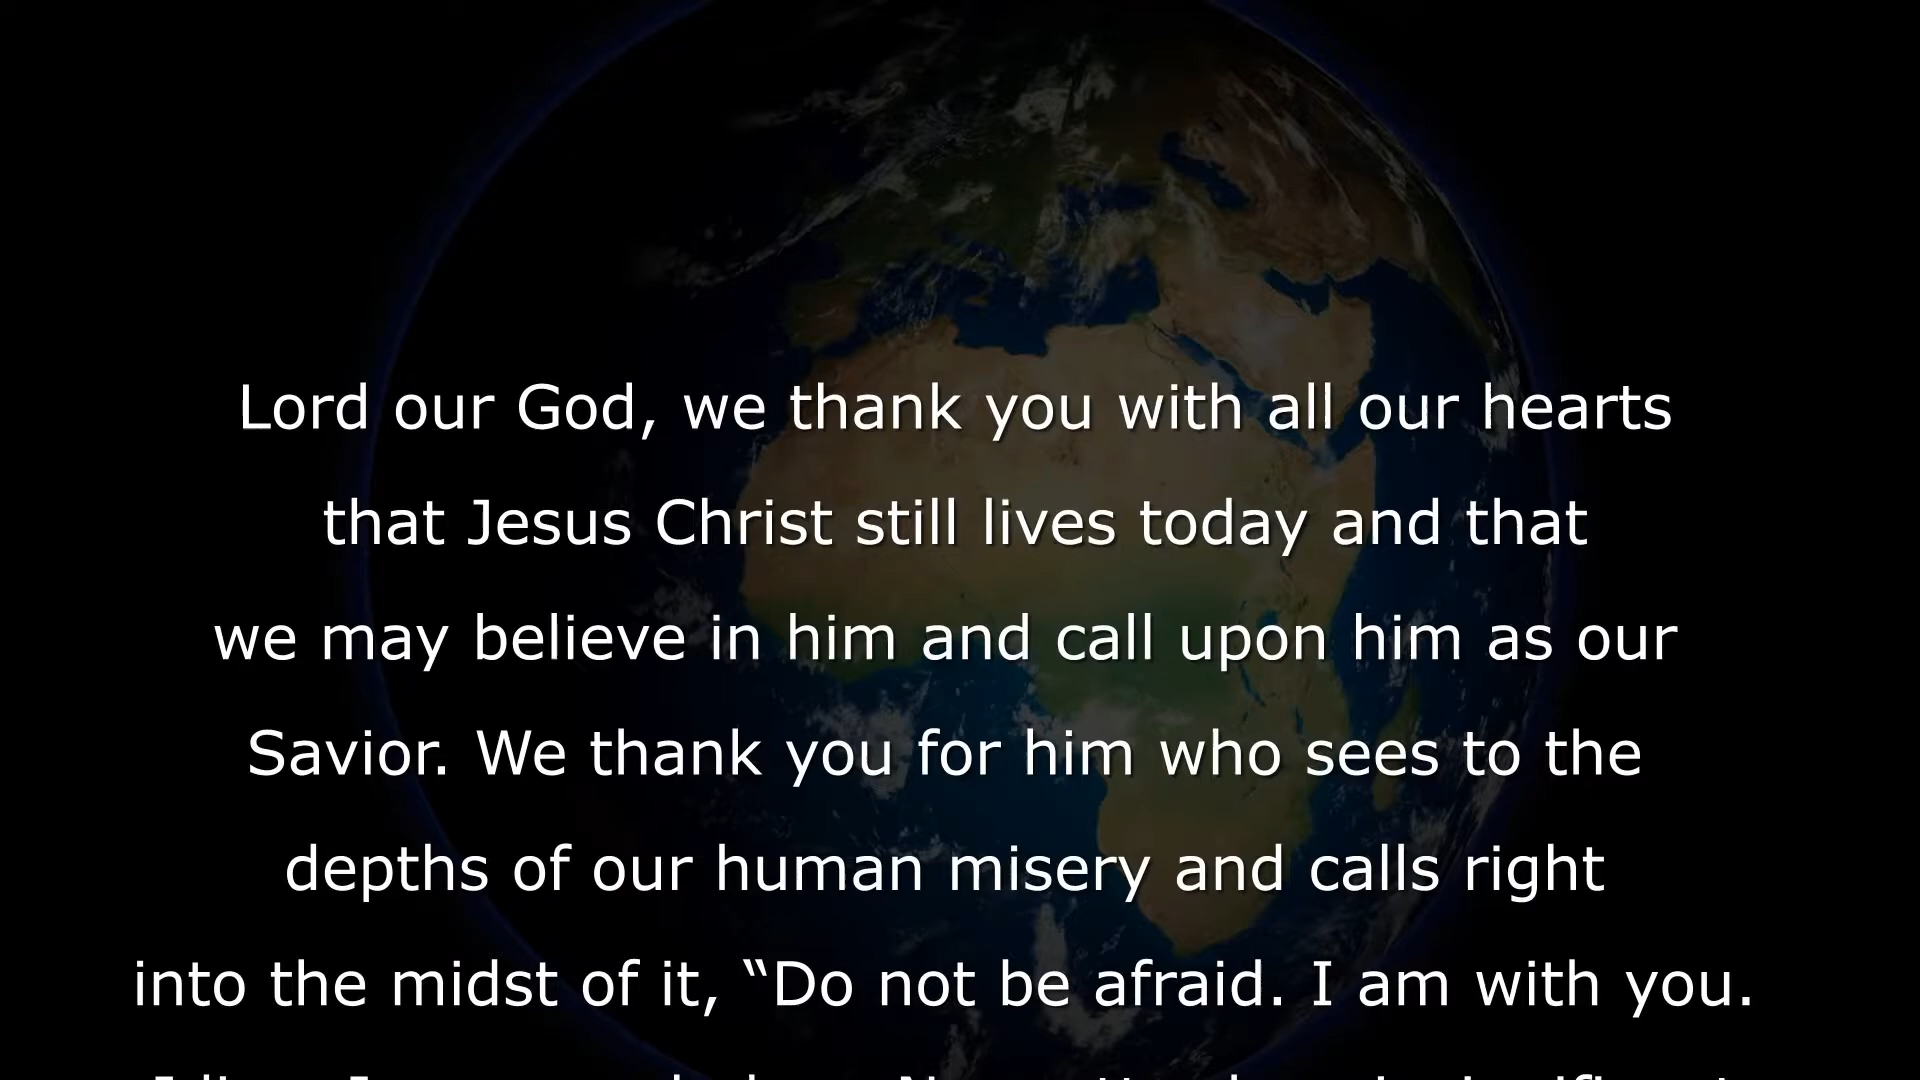 Lord our God, we thank you with all our hearts
that Jesus Christ still lives today and that
we may believe in him and call upon him as our
Savior. We thank you for him who sees to the
depths of our human misery and calls right
into the midst of it, “Do not be afraid. I am with you.